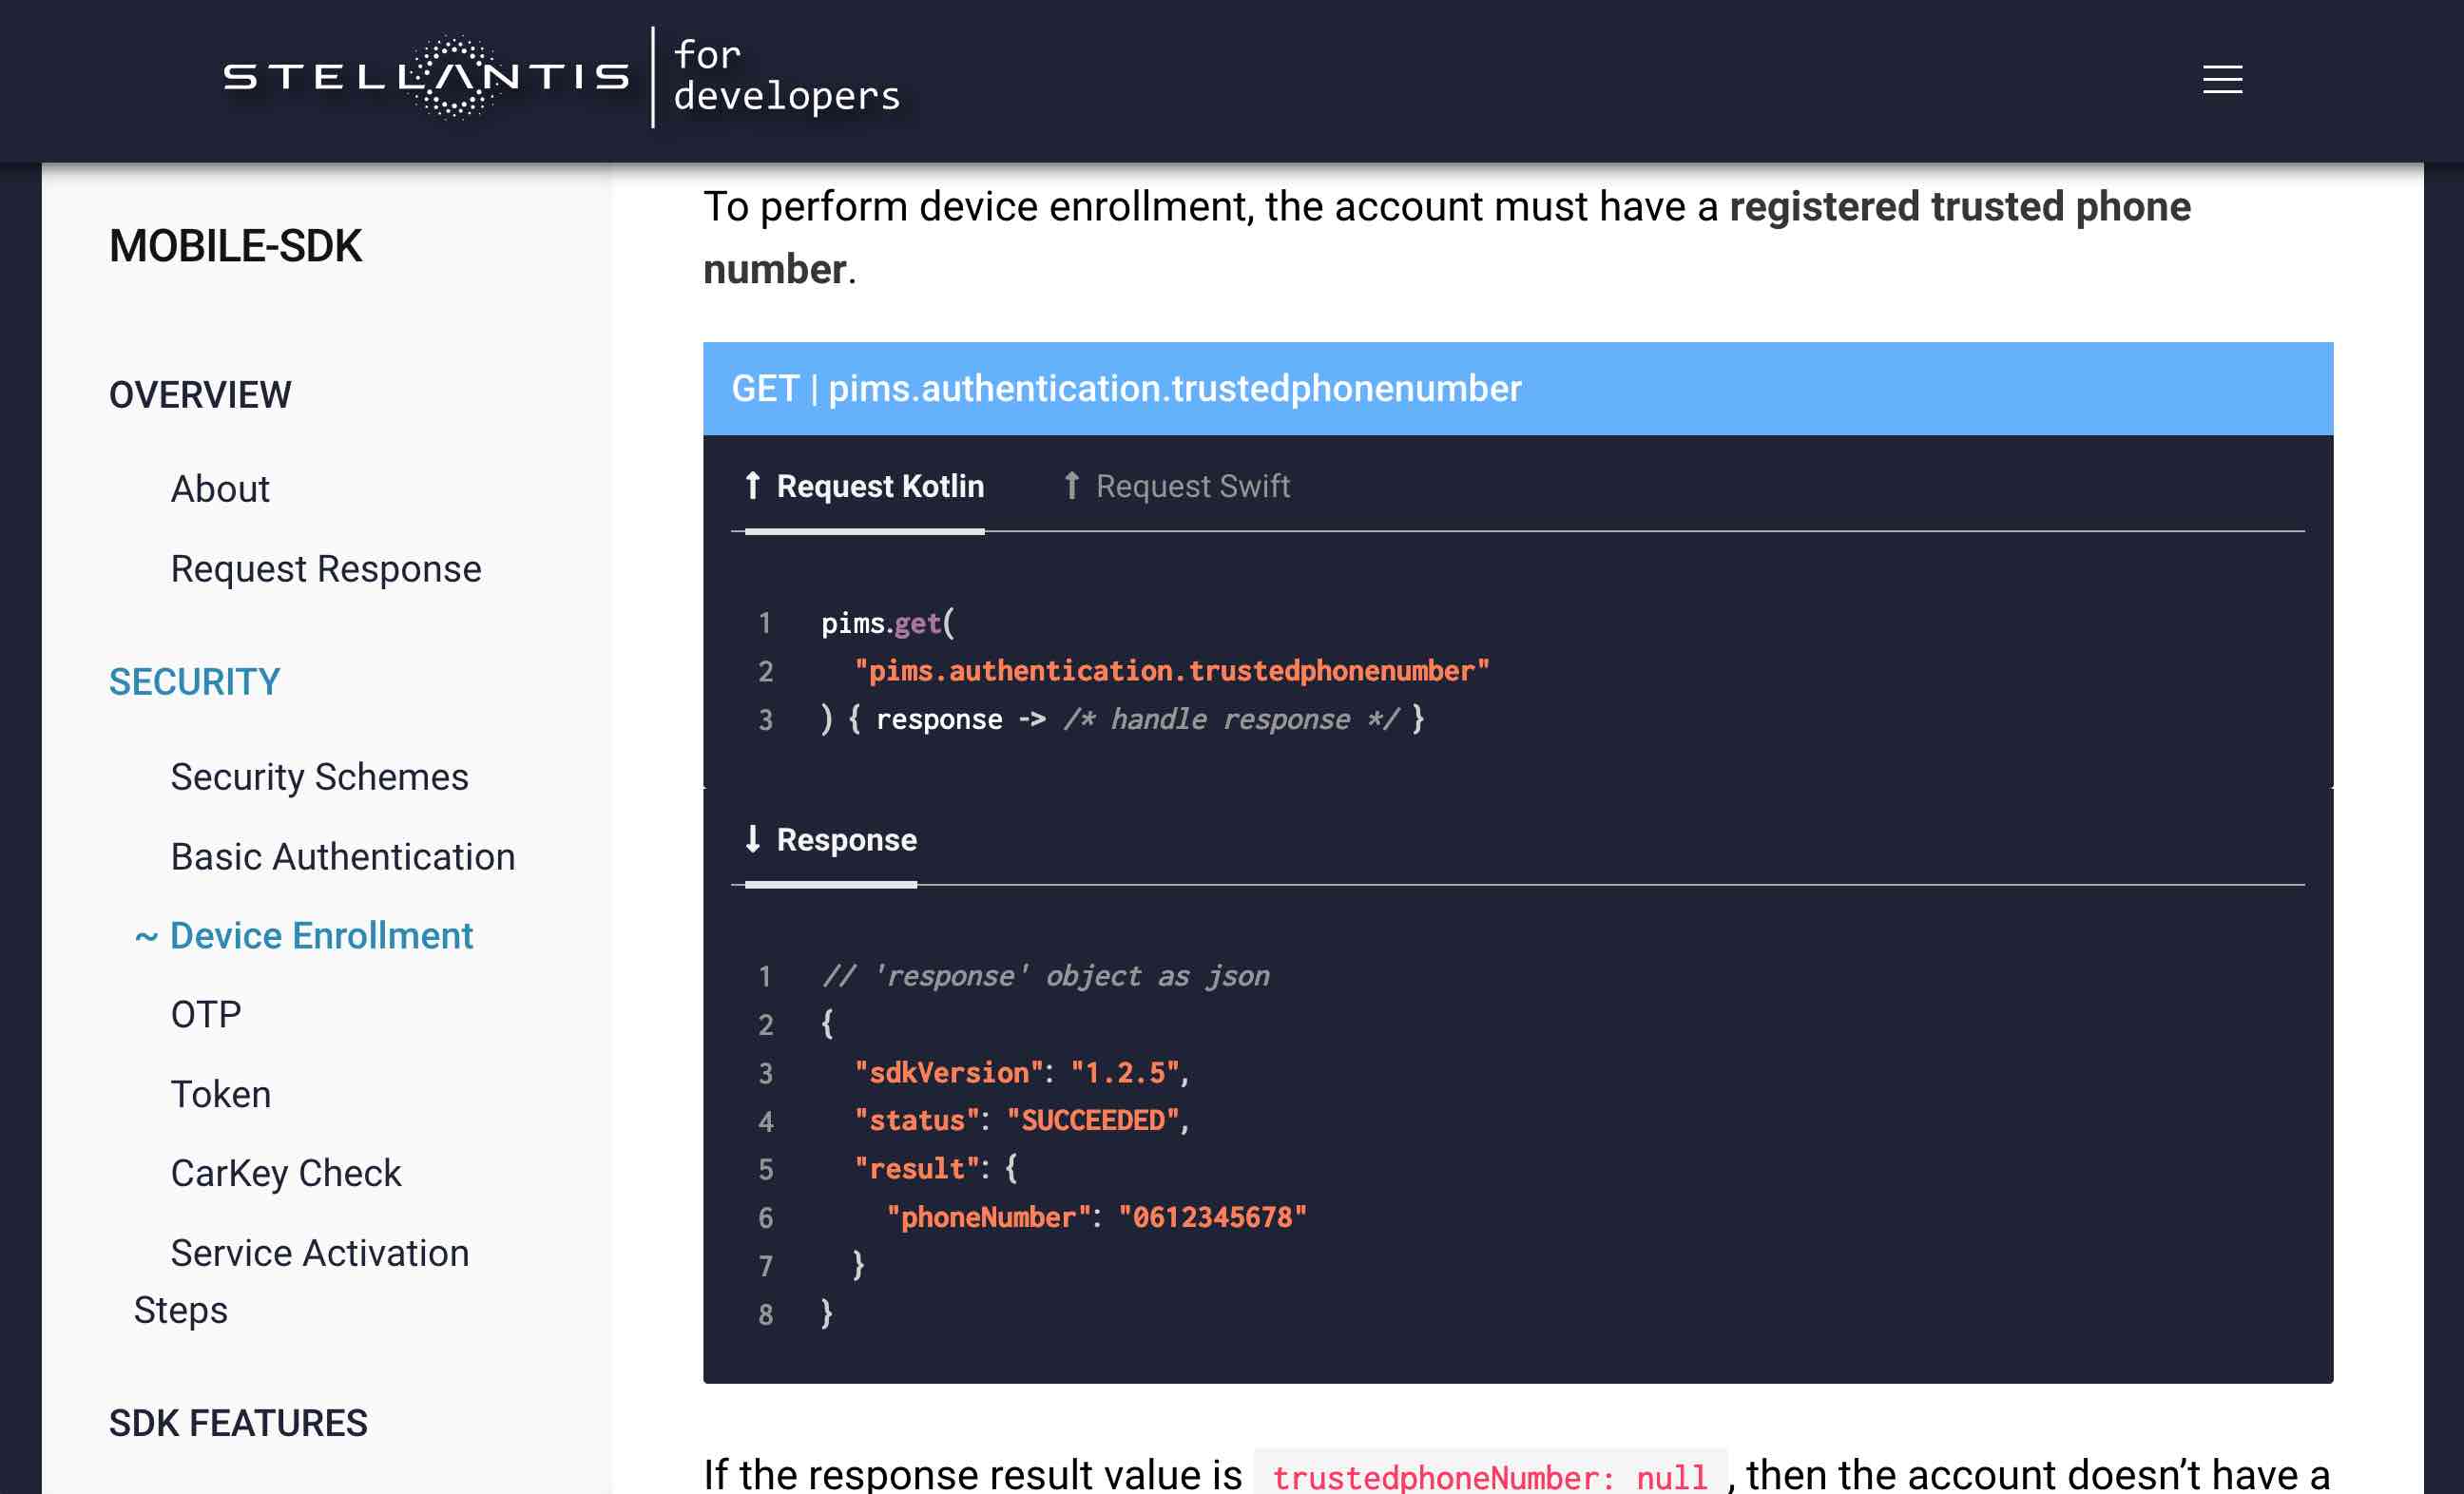 STELLANTIS
for
developers
MOBILE-SDK
OVERVIEW
About
Request Response
SECURITY
Security Schemes
Basic Authentication
~ Device Enrollment
OTP
Token
CarKey Check
Service Activation
Steps
SDK FEATURES
To perform device enrollment, the account must have a registered trusted phone
number.
GET | pims.authentication.trustedphonenumber
↑ Request Kotlin ↑ Request Swift
1 pims.get(
2 "pims.authentication.trustedphonenumber"
3 ) { response -> /* handle response */ }
↓ Response
1 // 'response' object as json
2 {
3 "sdkVersion": "1.2.5",
4 "status": "SUCCEEDED",
5 "result": {
6 "phoneNumber": "0612345678"
7 }
8 }
If the response result value is trustedphoneNumber: null, then the account doesn’t have a